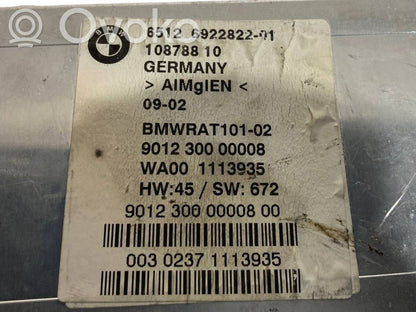 BMW
Ovoko
6512 6922822-01
108788 10
GERMANY
> AlMgIEN <
09-02
BMWRAT101-02
9012 300 00008
WA00 1113935
HW:45 / SW: 672
9012 300 00008 00
003 0237 1113935